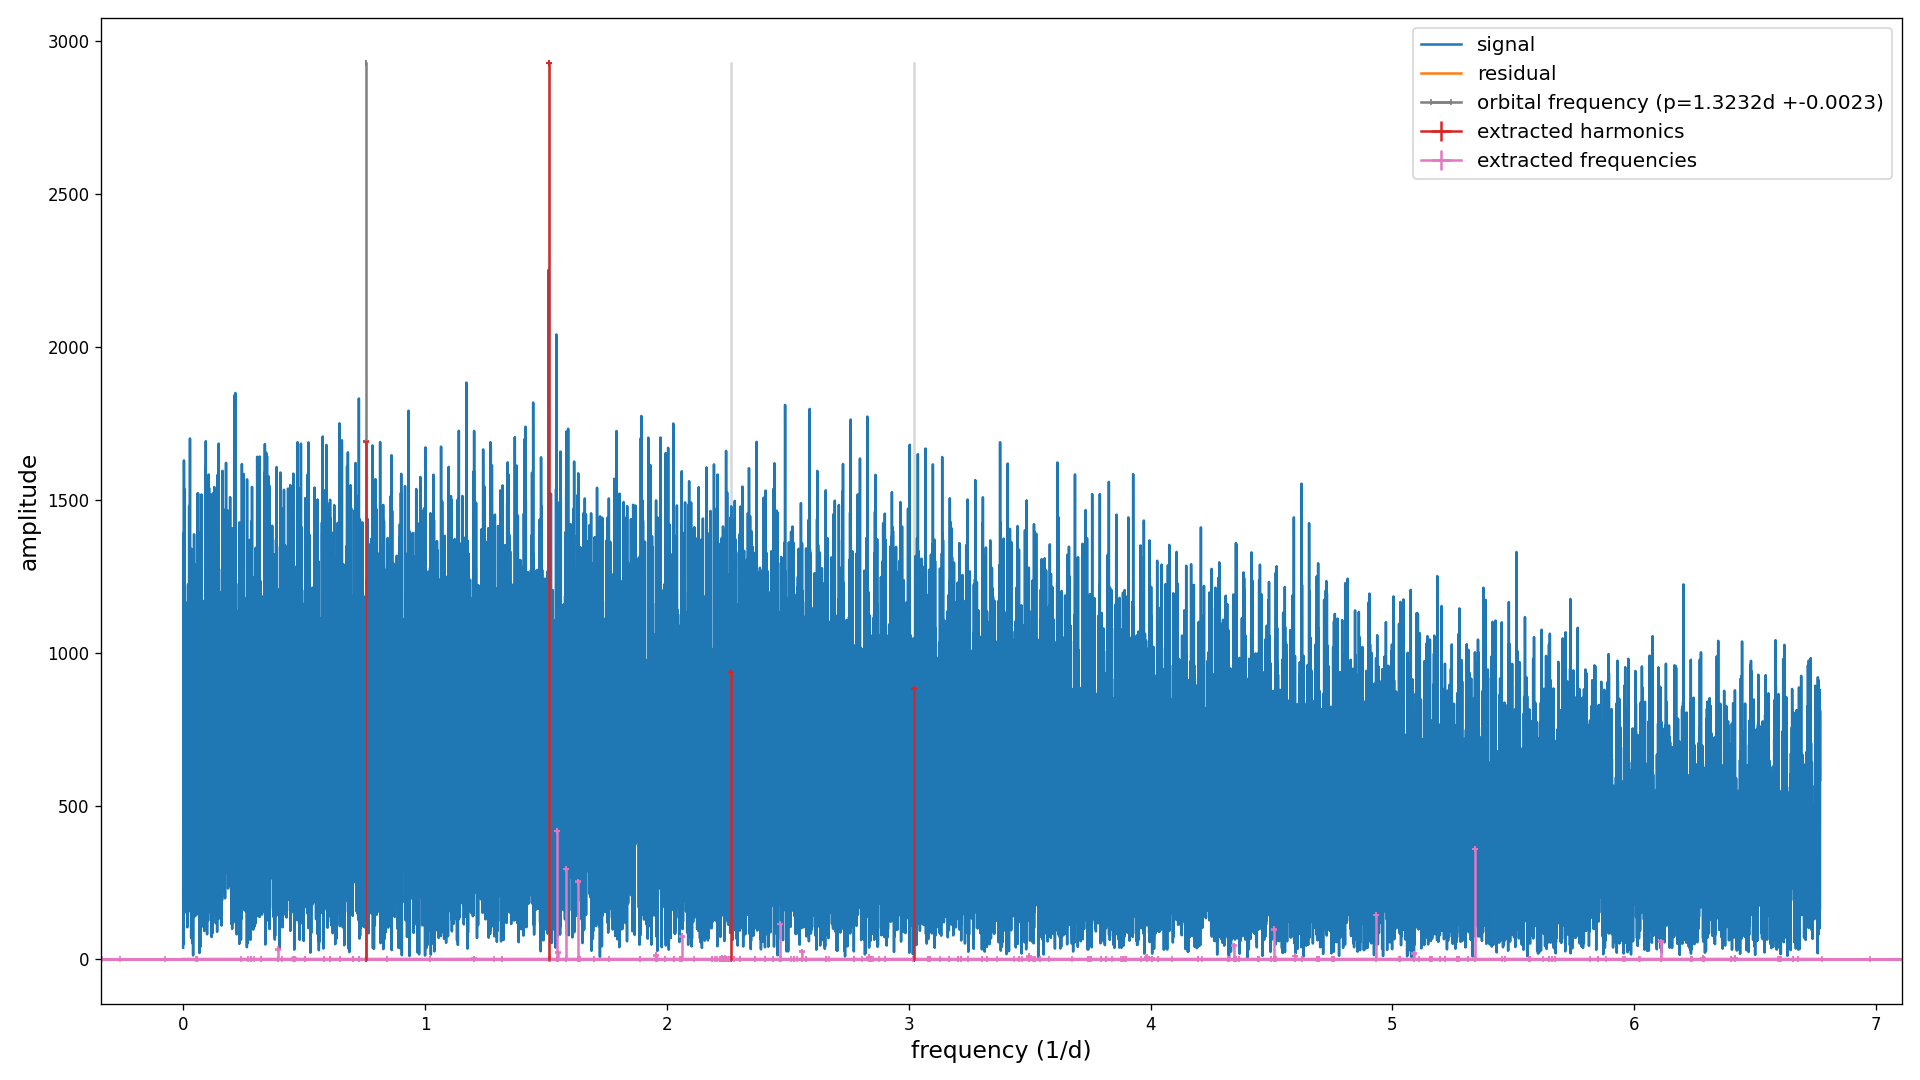 3000
2500
2000
1500
1000
500
0
amplitude
0 1 2 3 4 5 6 7
frequency (1/d)
signal
residual
orbital frequency (p=1.3232d +-0.0023)
extracted harmonics
extracted frequencies